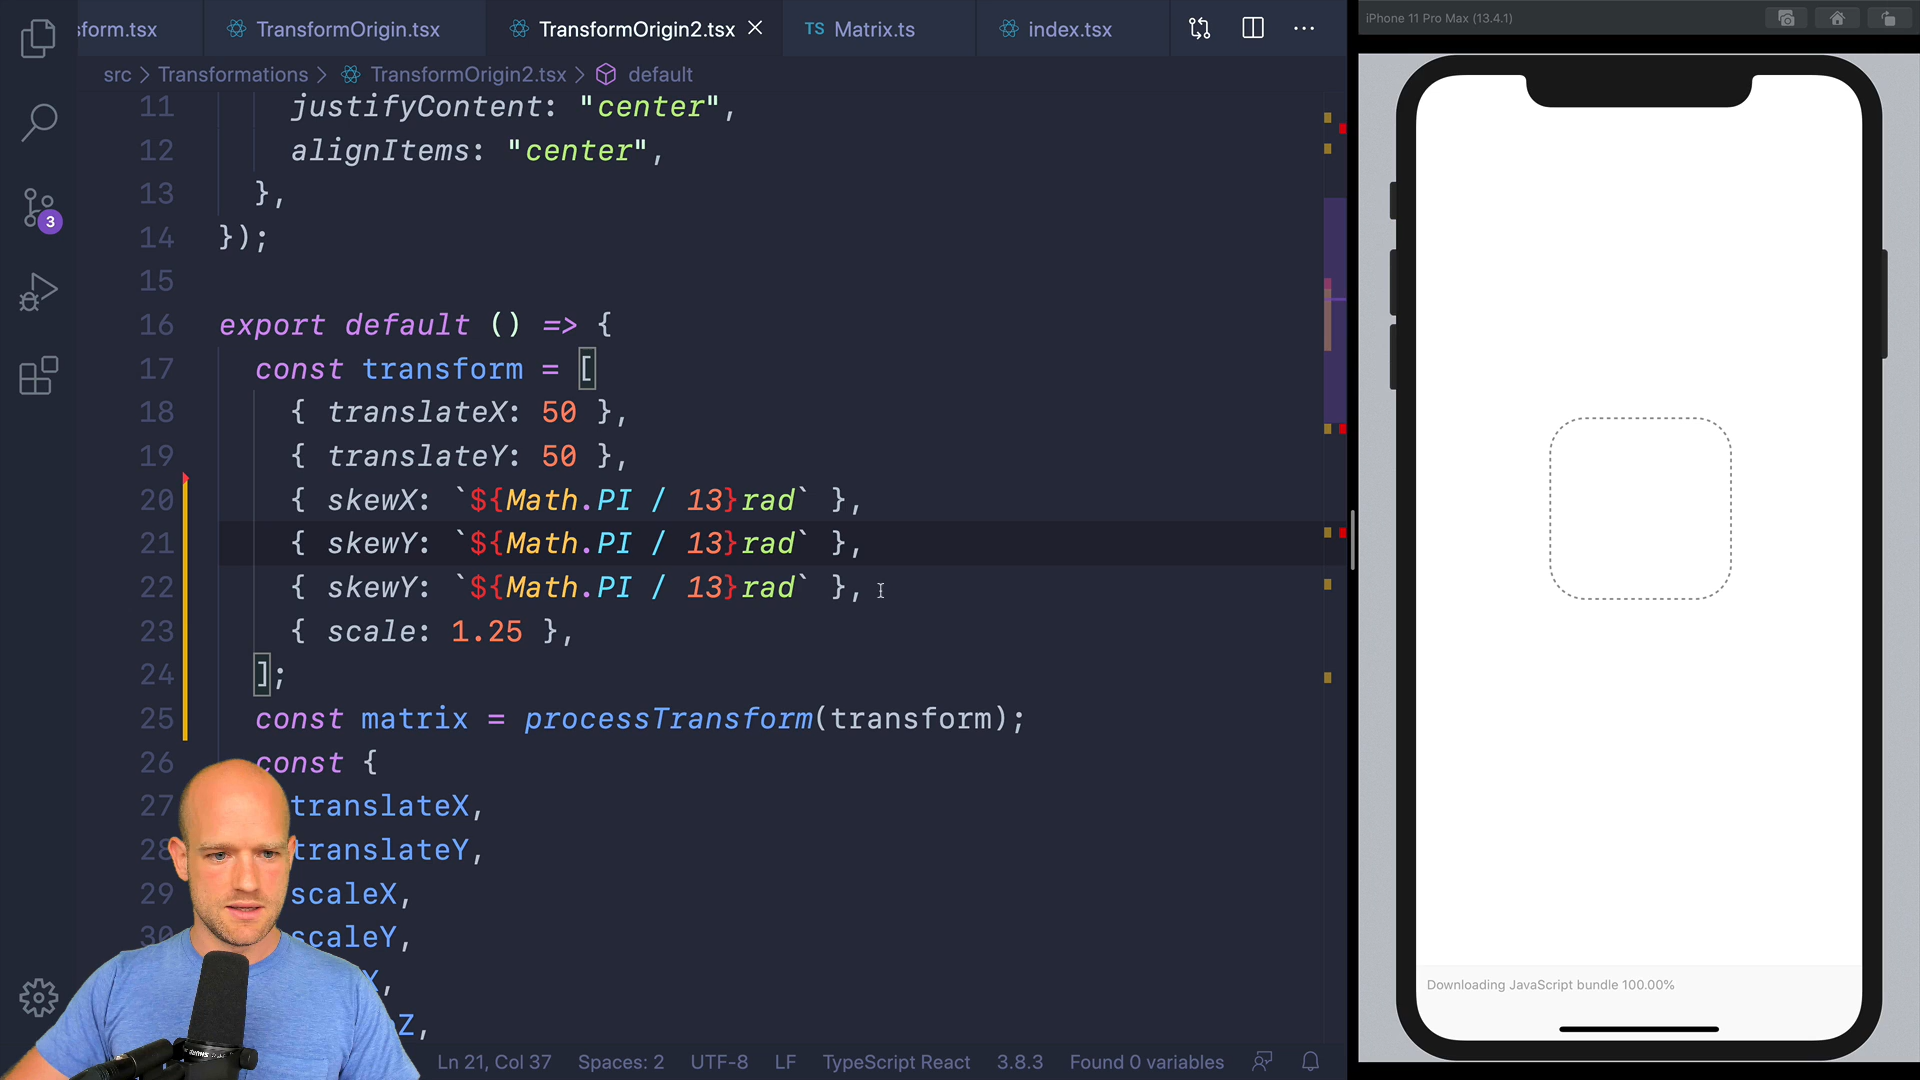 sform.tsx
TransformOrigin.tsx
TransformOrigin2.tsx
TS Matrix.ts
index.tsx
iPhone 11 Pro Max (13.4.1)
src > Transformations > TransformOrigin2.tsx > default
11 justifyContent: "center",
12 alignItems: "center",
13 },
14 });
15
16 export default () => {
17 const transform = [
18 { translateX: 50 },
19 { translateY: 50 },
20 { skewX: `${Math.PI / 13}rad` },
21 { skewY: `${Math.PI / 13}rad` },
22 { skewY: `${Math.PI / 13}rad` },
23 { scale: 1.25 },
24 ];
25 const matrix = processTransform(transform);
26 const {
27 translateX,
28 translateY,
29 scaleX,
30 scaleY,
X,
Z,
3
Downloading JavaScript bundle 100.00%
Ln 21, Col 37
Spaces: 2
UTF-8
LF
TypeScript React
3.8.3
Found 0 variables